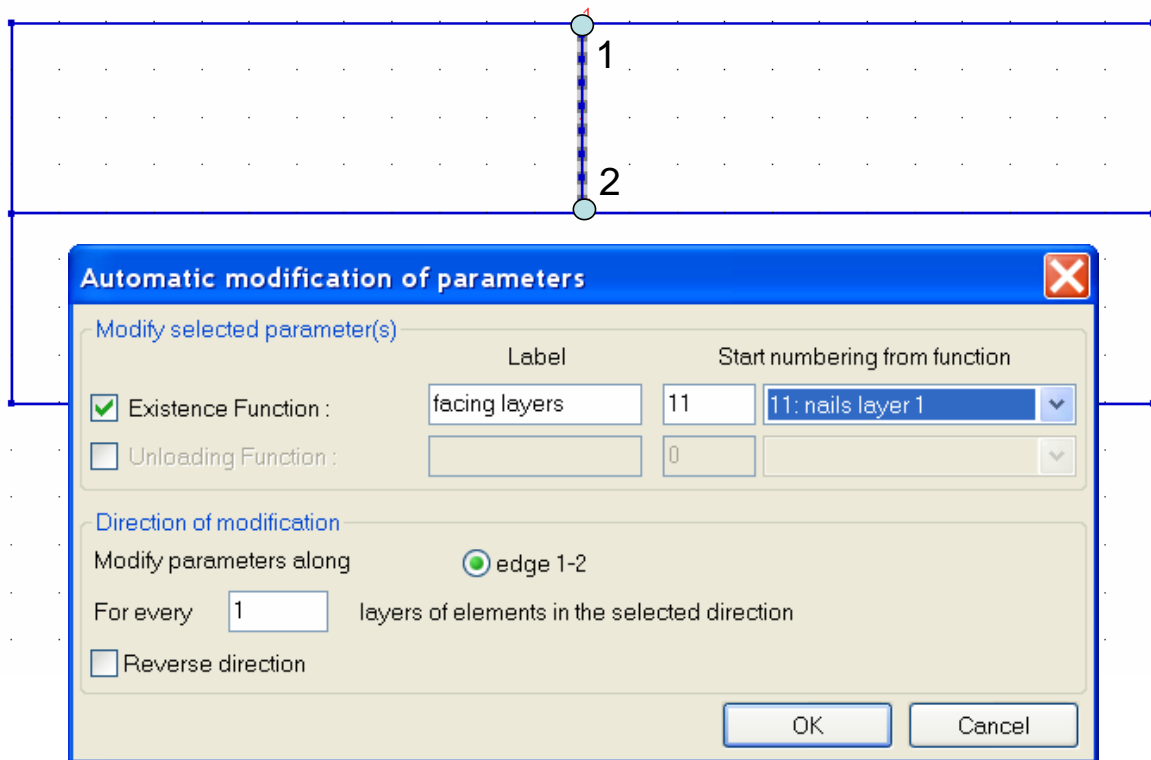 1
2
Automatic modification of parameters
Modify selected parameter(s)
Label Start numbering from function
Existence Function : facing layers 11 11: nails layer 1
Unloading Function : 0
Direction of modification
Modify parameters along edge 1-2
For every 1 layers of elements in the selected direction
Reverse direction
OK Cancel